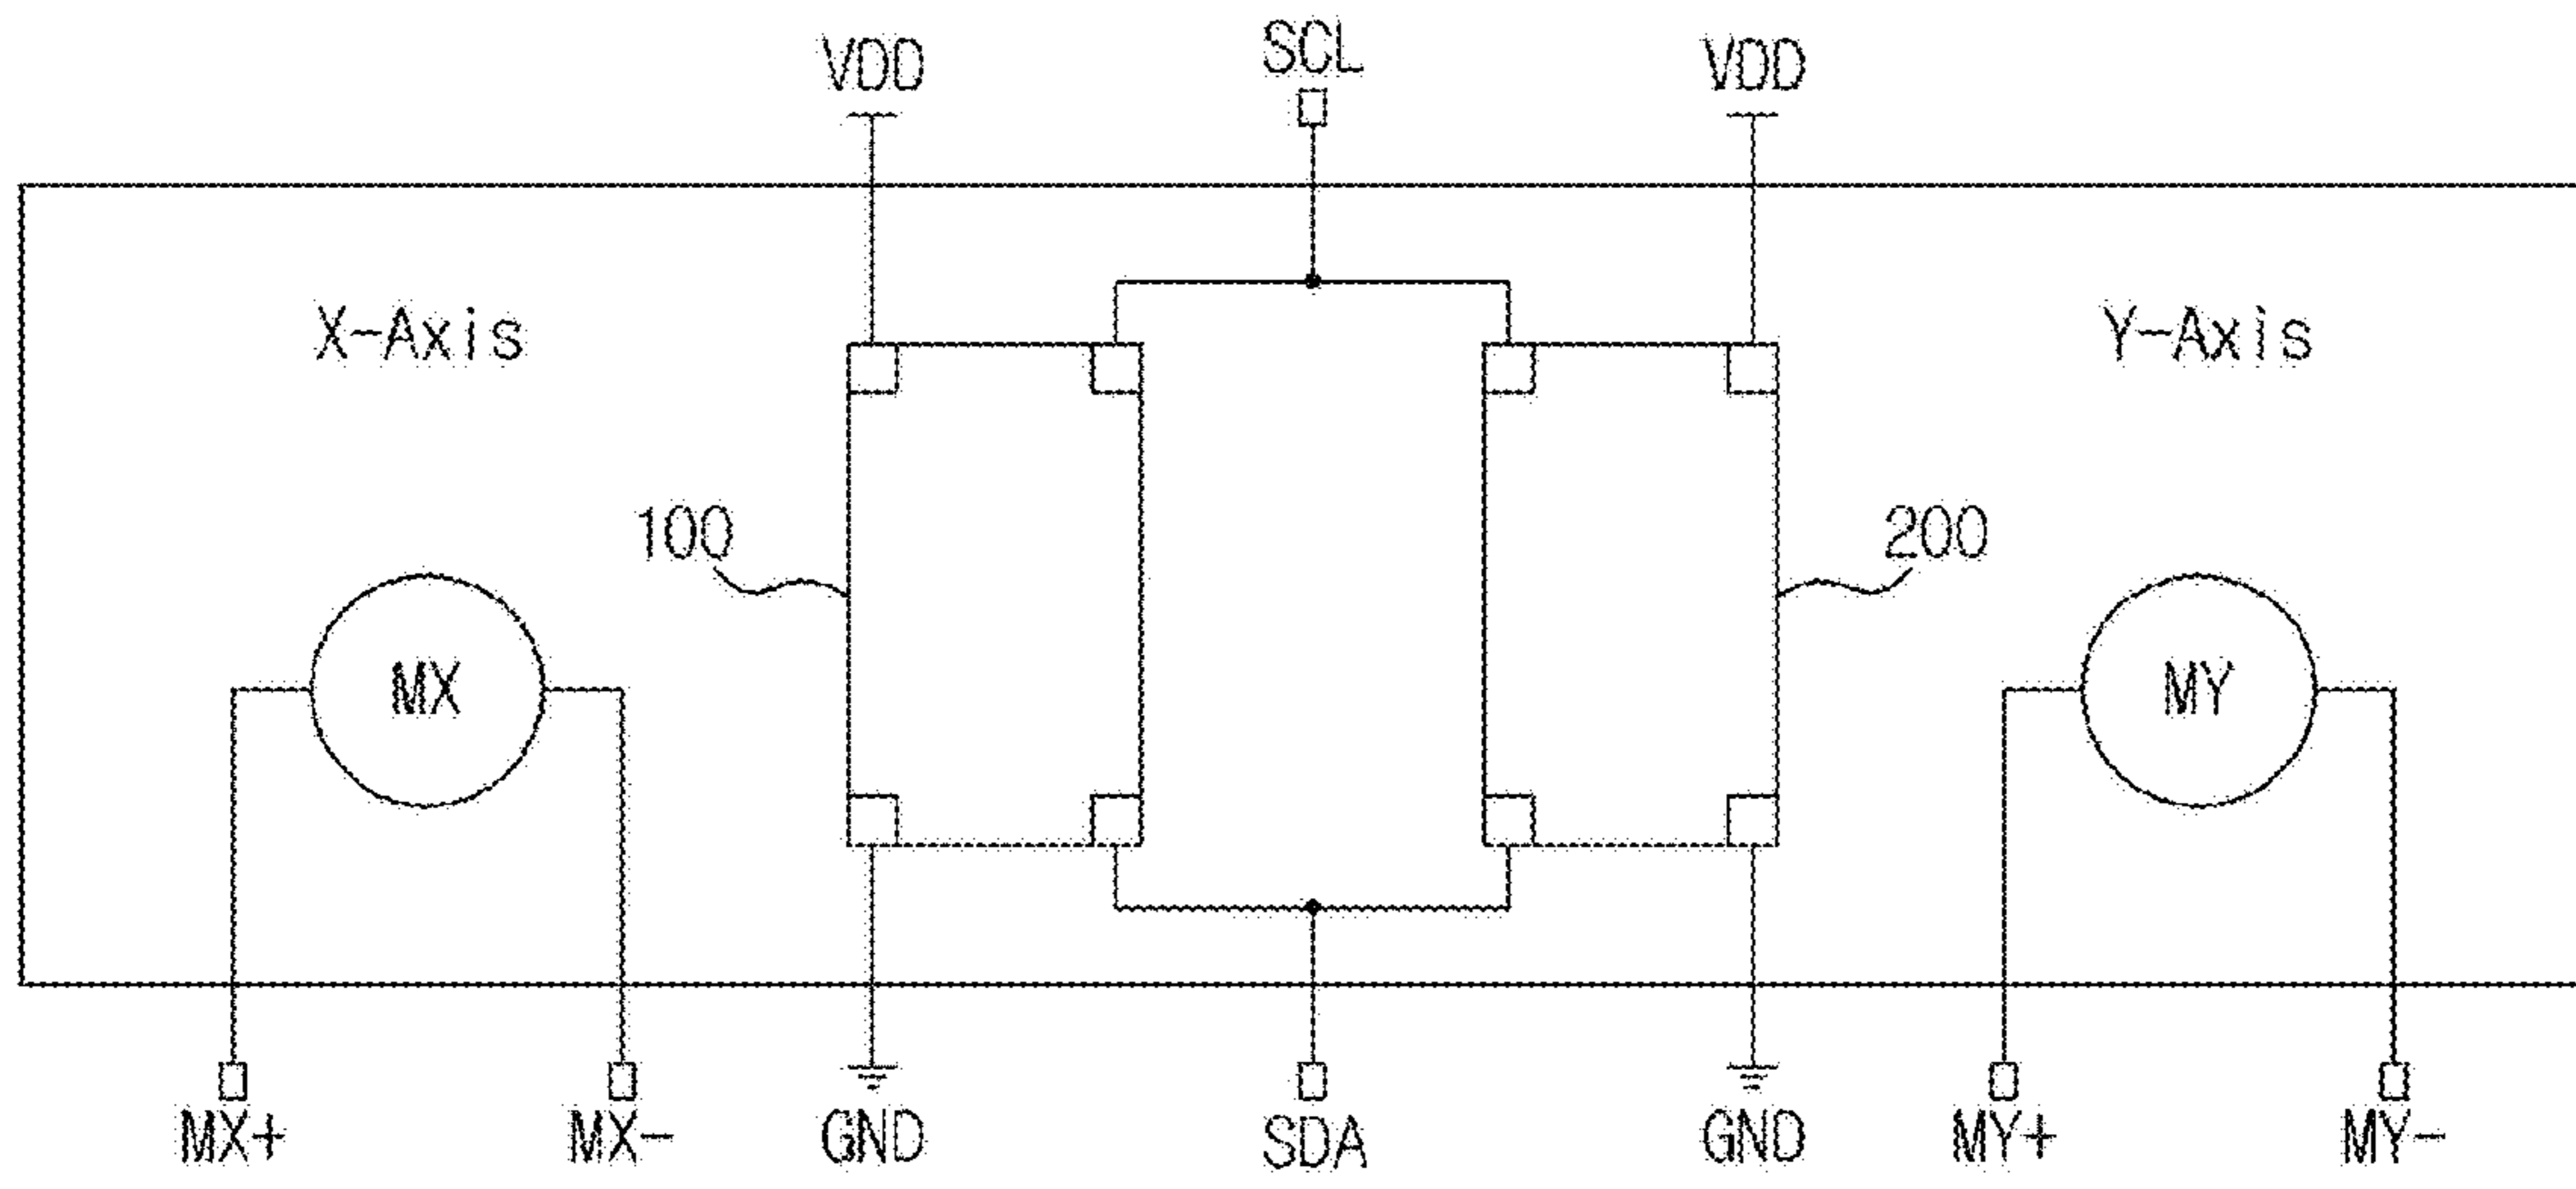 VDD SCL VDD
X-Axis Y-Axis
100 200
MX MY
MX+ MX- GND SDA GND MY+ MY-